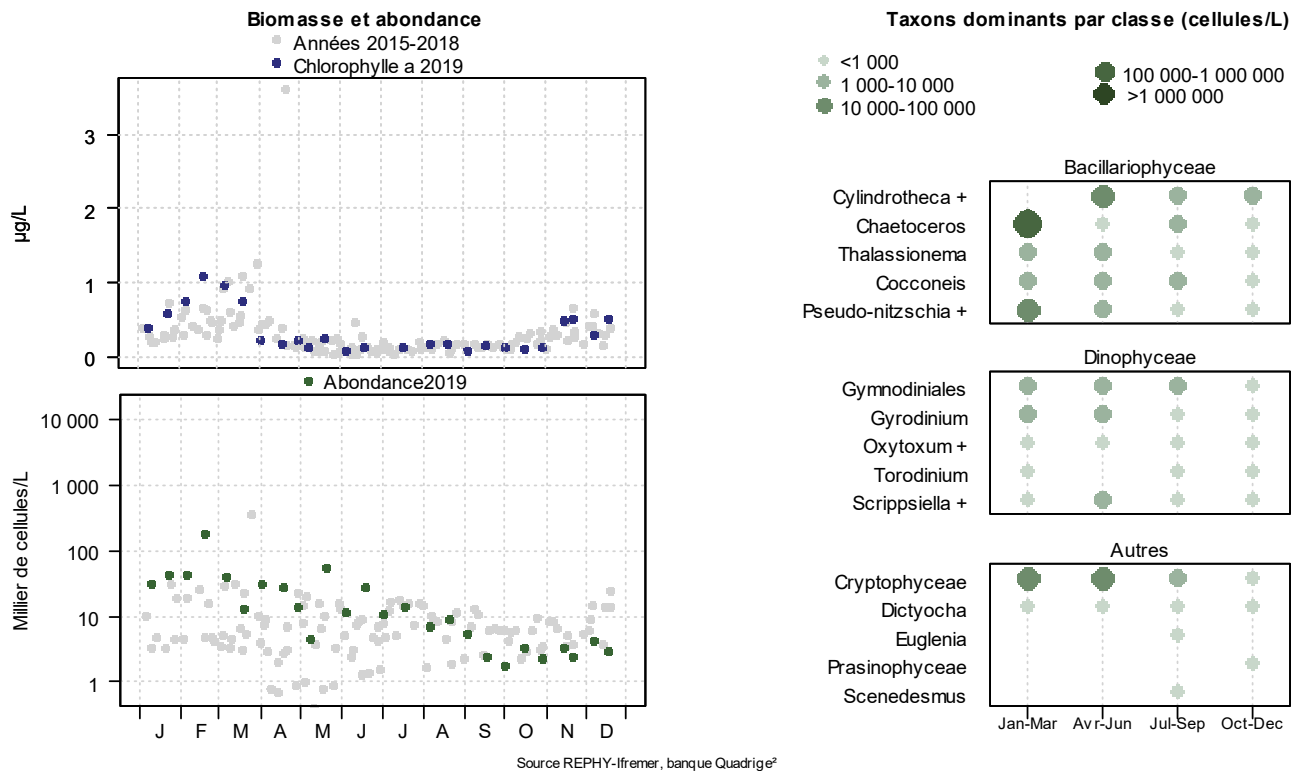 Biomasse et abondance
Années 2015-2018
Chlorophylle a 2019
µg/L
3
2
1
0
Abondance2019
Millier de cellules/L
10 000
1 000
100
10
1
J F M A M J J A S O N D
Taxons dominants par classe (cellules/L)
<1 000
1 000-10 000
10 000-100 000
100 000-1 000 000
>1 000 000
Bacillariophyceae
Cylindrotheca +
Chaetoceros
Thalassionema
Cocconeis
Pseudo-nitzschia +
Dinophyceae
Gymnodiniales
Gyrodinium
Oxytoxum +
Torodinium
Scrippsiella +
Autres
Cryptophyceae
Dictyocha
Euglenia
Prasinophyceae
Scenedesmus
Jan-Mar Avr-Jun Jul-Sep Oct-Dec
Source REPHY-Ifremer, banque Quadrige²